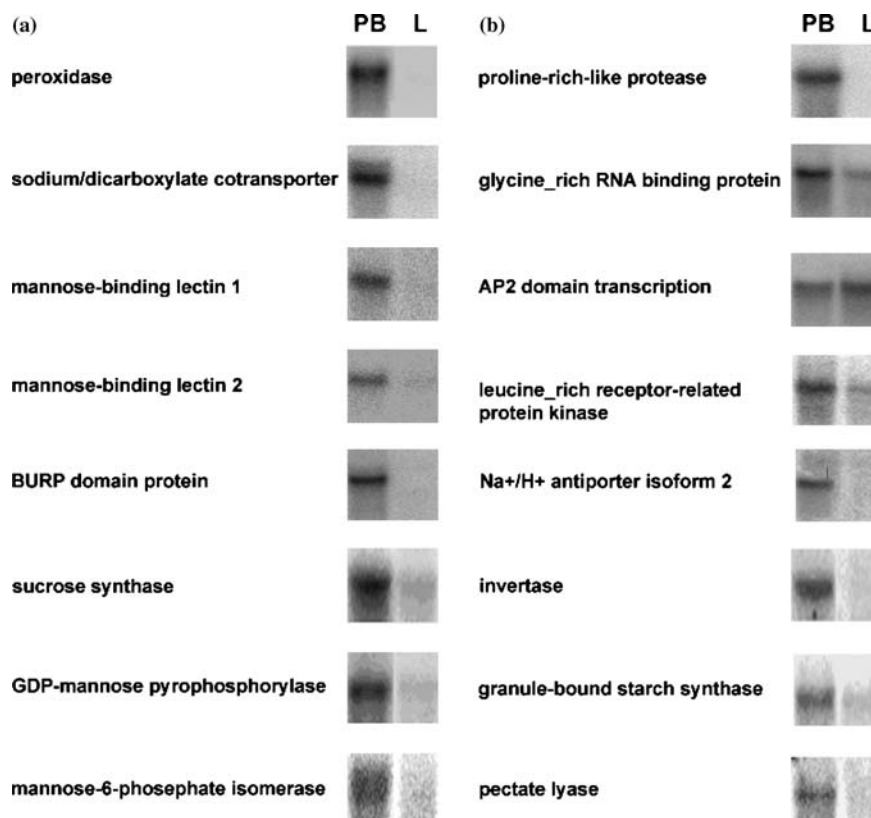 (a) PB L
peroxidase
sodium/dicarboxylate cotransporter
mannose-binding lectin 1
mannose-binding lectin 2
BURP domain protein
sucrose synthase
GDP-mannose pyrophosphorylase
mannose-6-phosephate isomerase
(b) PB L
proline-rich-like protease
glycine_rich RNA binding protein
AP2 domain transcription
leucine_rich receptor-related
protein kinase
Na+/H+ antiporter isoform 2
invertase
granule-bound starch synthase
pectate lyase